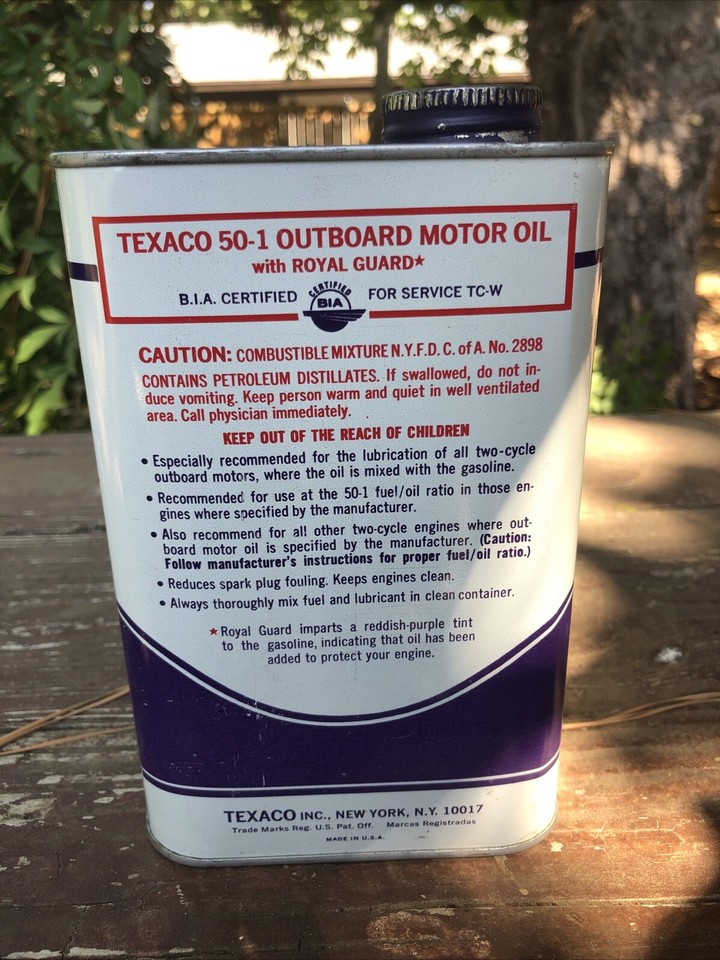 TEXACO 50-1 OUTBOARD MOTOR OIL
with ROYAL GUARD★
B.I.A. CERTIFIED CERTIFIED BIA FOR SERVICE TC-W
CAUTION: COMBUSTIBLE MIXTURE N.Y.F.D. C. of A. No. 2898
CONTAINS PETROLEUM DISTILLATES. If swallowed, do not in-
duce vomiting. Keep person warm and quiet in well ventilated
area. Call physician immediately.
KEEP OUT OF THE REACH OF CHILDREN
• Especially recommended for the lubrication of all two-cycle
outboard motors, where the oil is mixed with the gasoline.
• Recommended for use at the 50-1 fuel/oil ratio in those en-
gines where specified by the manufacturer.
• Also recommend for all other two-cycle engines where out-
board motor oil is specified by the manufacturer. (Caution:
Follow manufacturer's instructions for proper fuel/oil ratio.)
• Reduces spark plug fouling. Keeps engines clean.
• Always thoroughly mix fuel and lubricant in clean container.
★Royal Guard imparts a reddish-purple tint
to the gasoline, indicating that oil has been
added to protect your engine.
TEXACO INC., NEW YORK, N.Y. 10017
Trade Marks Reg. U.S. Pat. Off. Marcas Registradas
MADE IN U.S.A.